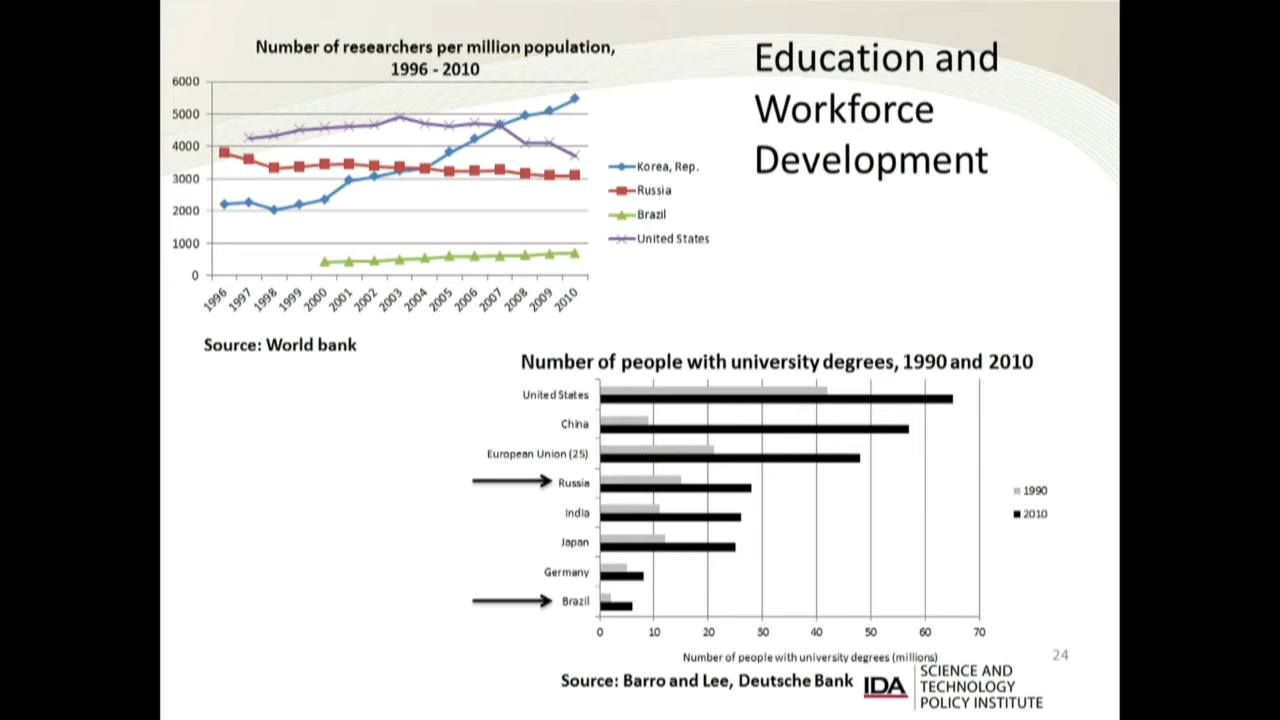 Number of researchers per million population,
1996 - 2010
Education and
Workforce
Development
6000
5000
4000
3000
2000
1000
0
1996
1997
1998
1999
2000
2001
2002
2003
2004
2005
2006
2007
2008
2009
2010
Korea, Rep.
Russia
Brazil
United States
Source: World bank
Number of people with university degrees, 1990 and 2010
United States
China
European Union (25)
Russia
India
Japan
Germany
Brazil
1990
2010
0 10 20 30 40 50 60 70
Number of people with university degrees (millions)
Source: Barro and Lee, Deutsche Bank
24
IDA
SCIENCE AND
TECHNOLOGY
POLICY INSTITUTE